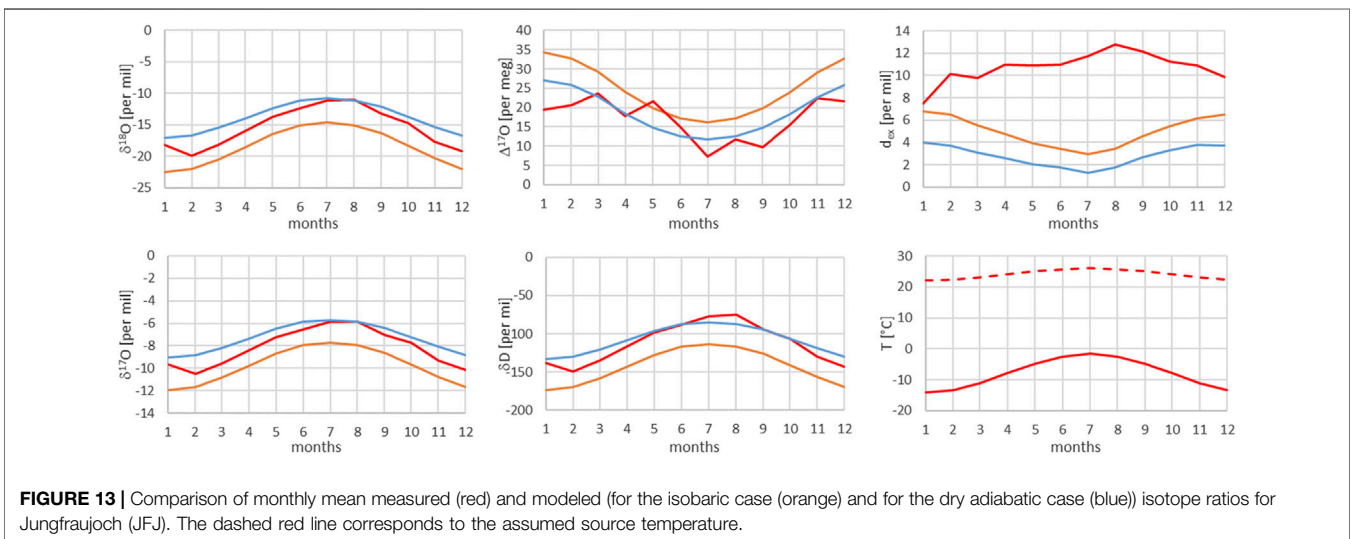 δ18O [per mil]
0
-5
-10
-15
-20
-25
1 2 3 4 5 6 7 8 9 10 11 12
months
Δ17O [per meg]
40
35
30
25
20
15
10
5
0
1 2 3 4 5 6 7 8 9 10 11 12
months
dex [per mil]
14
12
10
8
6
4
2
0
1 2 3 4 5 6 7 8 9 10 11 12
months
δ17O [per mil]
0
-2
-4
-6
-8
-10
-12
-14
1 2 3 4 5 6 7 8 9 10 11 12
months
δD [per mil]
0
-50
-100
-150
-200
1 2 3 4 5 6 7 8 9 10 11 12
months
T [°C]
30
20
10
0
-10
-20
1 2 3 4 5 6 7 8 9 10 11 12
months
FIGURE 13 | Comparison of monthly mean measured (red) and modeled (for the isobaric case (orange) and for the dry adiabatic case (blue)) isotope ratios for
Jungfraujoch (JFJ). The dashed red line corresponds to the assumed source temperature.